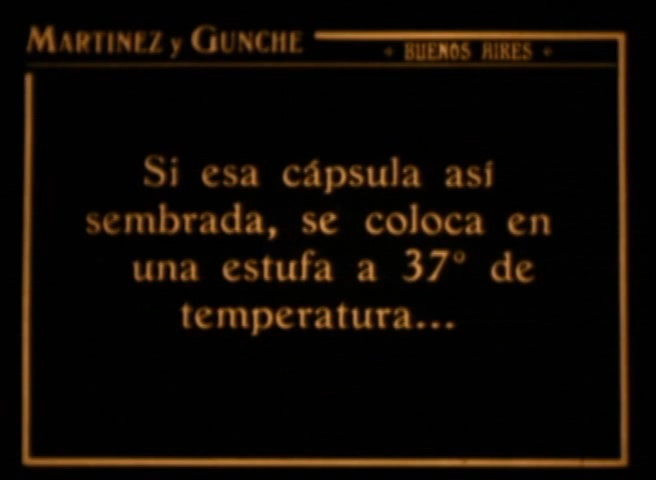 MARTINEZ y GUNCHE
BUENOS AIRES
Si esa cápsula así
sembrada, se coloca en
una estufa a 37° de
temperatura...